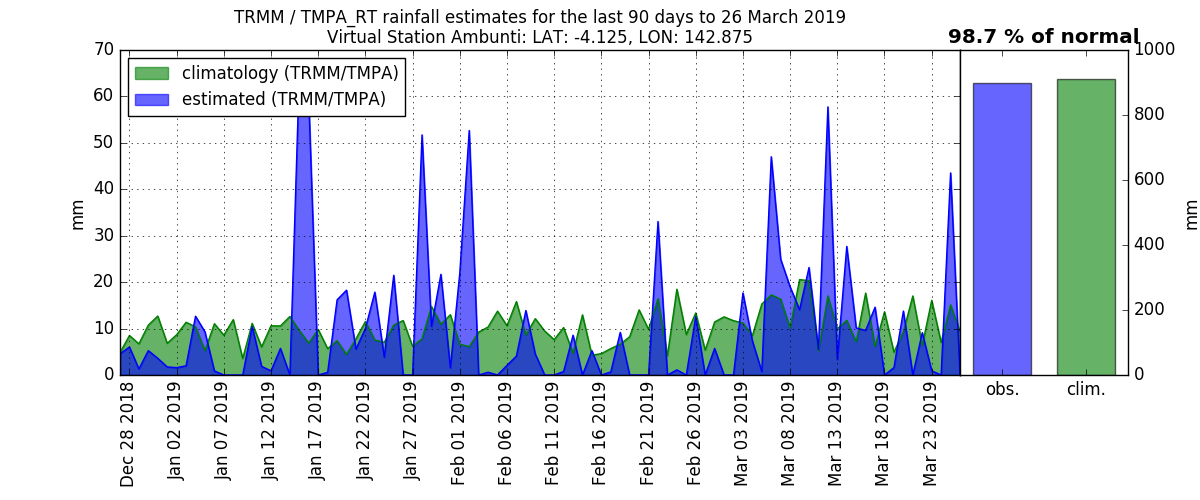 TRMM / TMPA_RT rainfall estimates for the last 90 days to 26 March 2019
Virtual Station Ambunti: LAT: -4.125, LON: 142.875
98.7 % of normal
climatology (TRMM/TMPA)
estimated (TRMM/TMPA)
mm
70
60
50
40
30
20
10
0
Dec 28 2018
Jan 02 2019
Jan 07 2019
Jan 12 2019
Jan 17 2019
Jan 22 2019
Jan 27 2019
Feb 01 2019
Feb 06 2019
Feb 11 2019
Feb 16 2019
Feb 21 2019
Feb 26 2019
Mar 03 2019
Mar 08 2019
Mar 13 2019
Mar 18 2019
Mar 23 2019
obs.
clim.
1000
800
600
400
200
0
mm